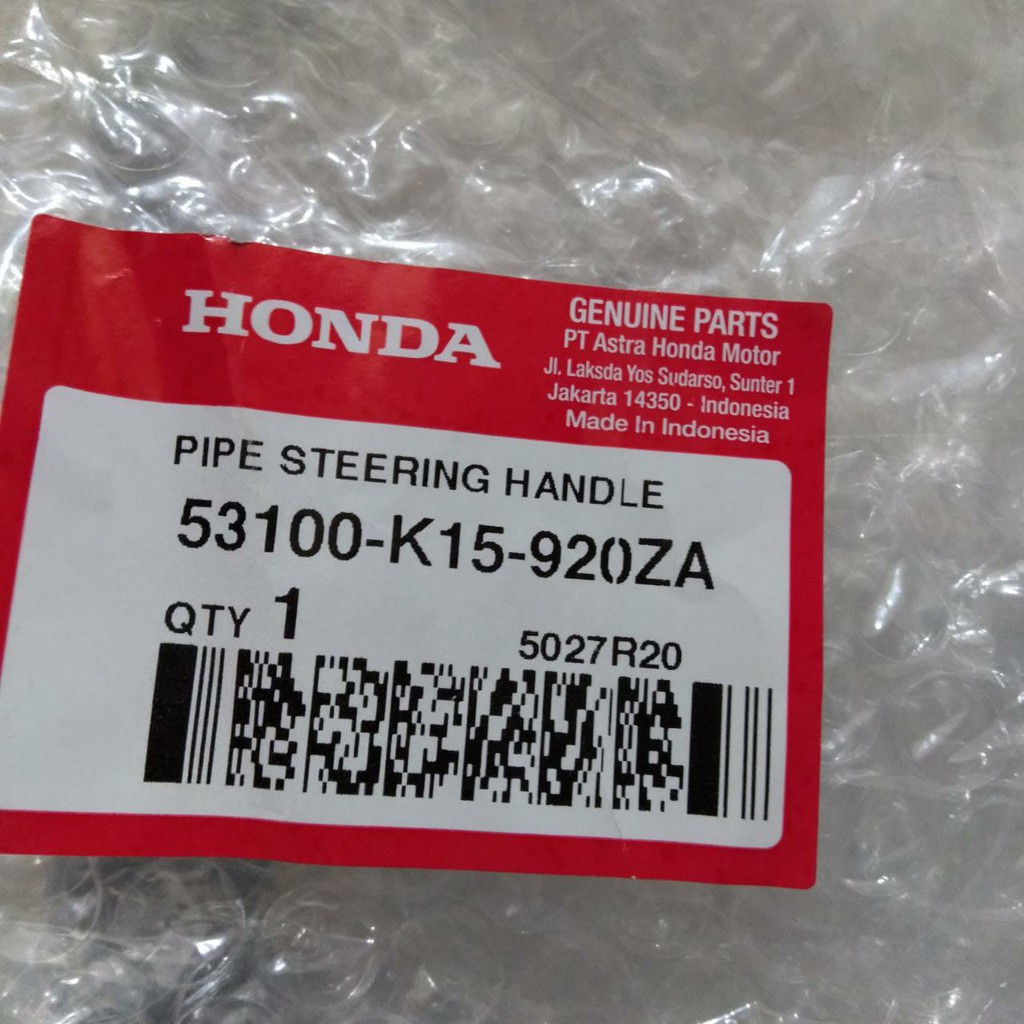 HONDA
GENUINE PARTS
PT Astra Honda Motor
Jl. Laksda Yos Sudarso, Sunter 1
Jakarta 14350 - Indonesia
Made In Indonesia
PIPE STEERING HANDLE
53100-K15-920ZA
QTY 1
5027R20